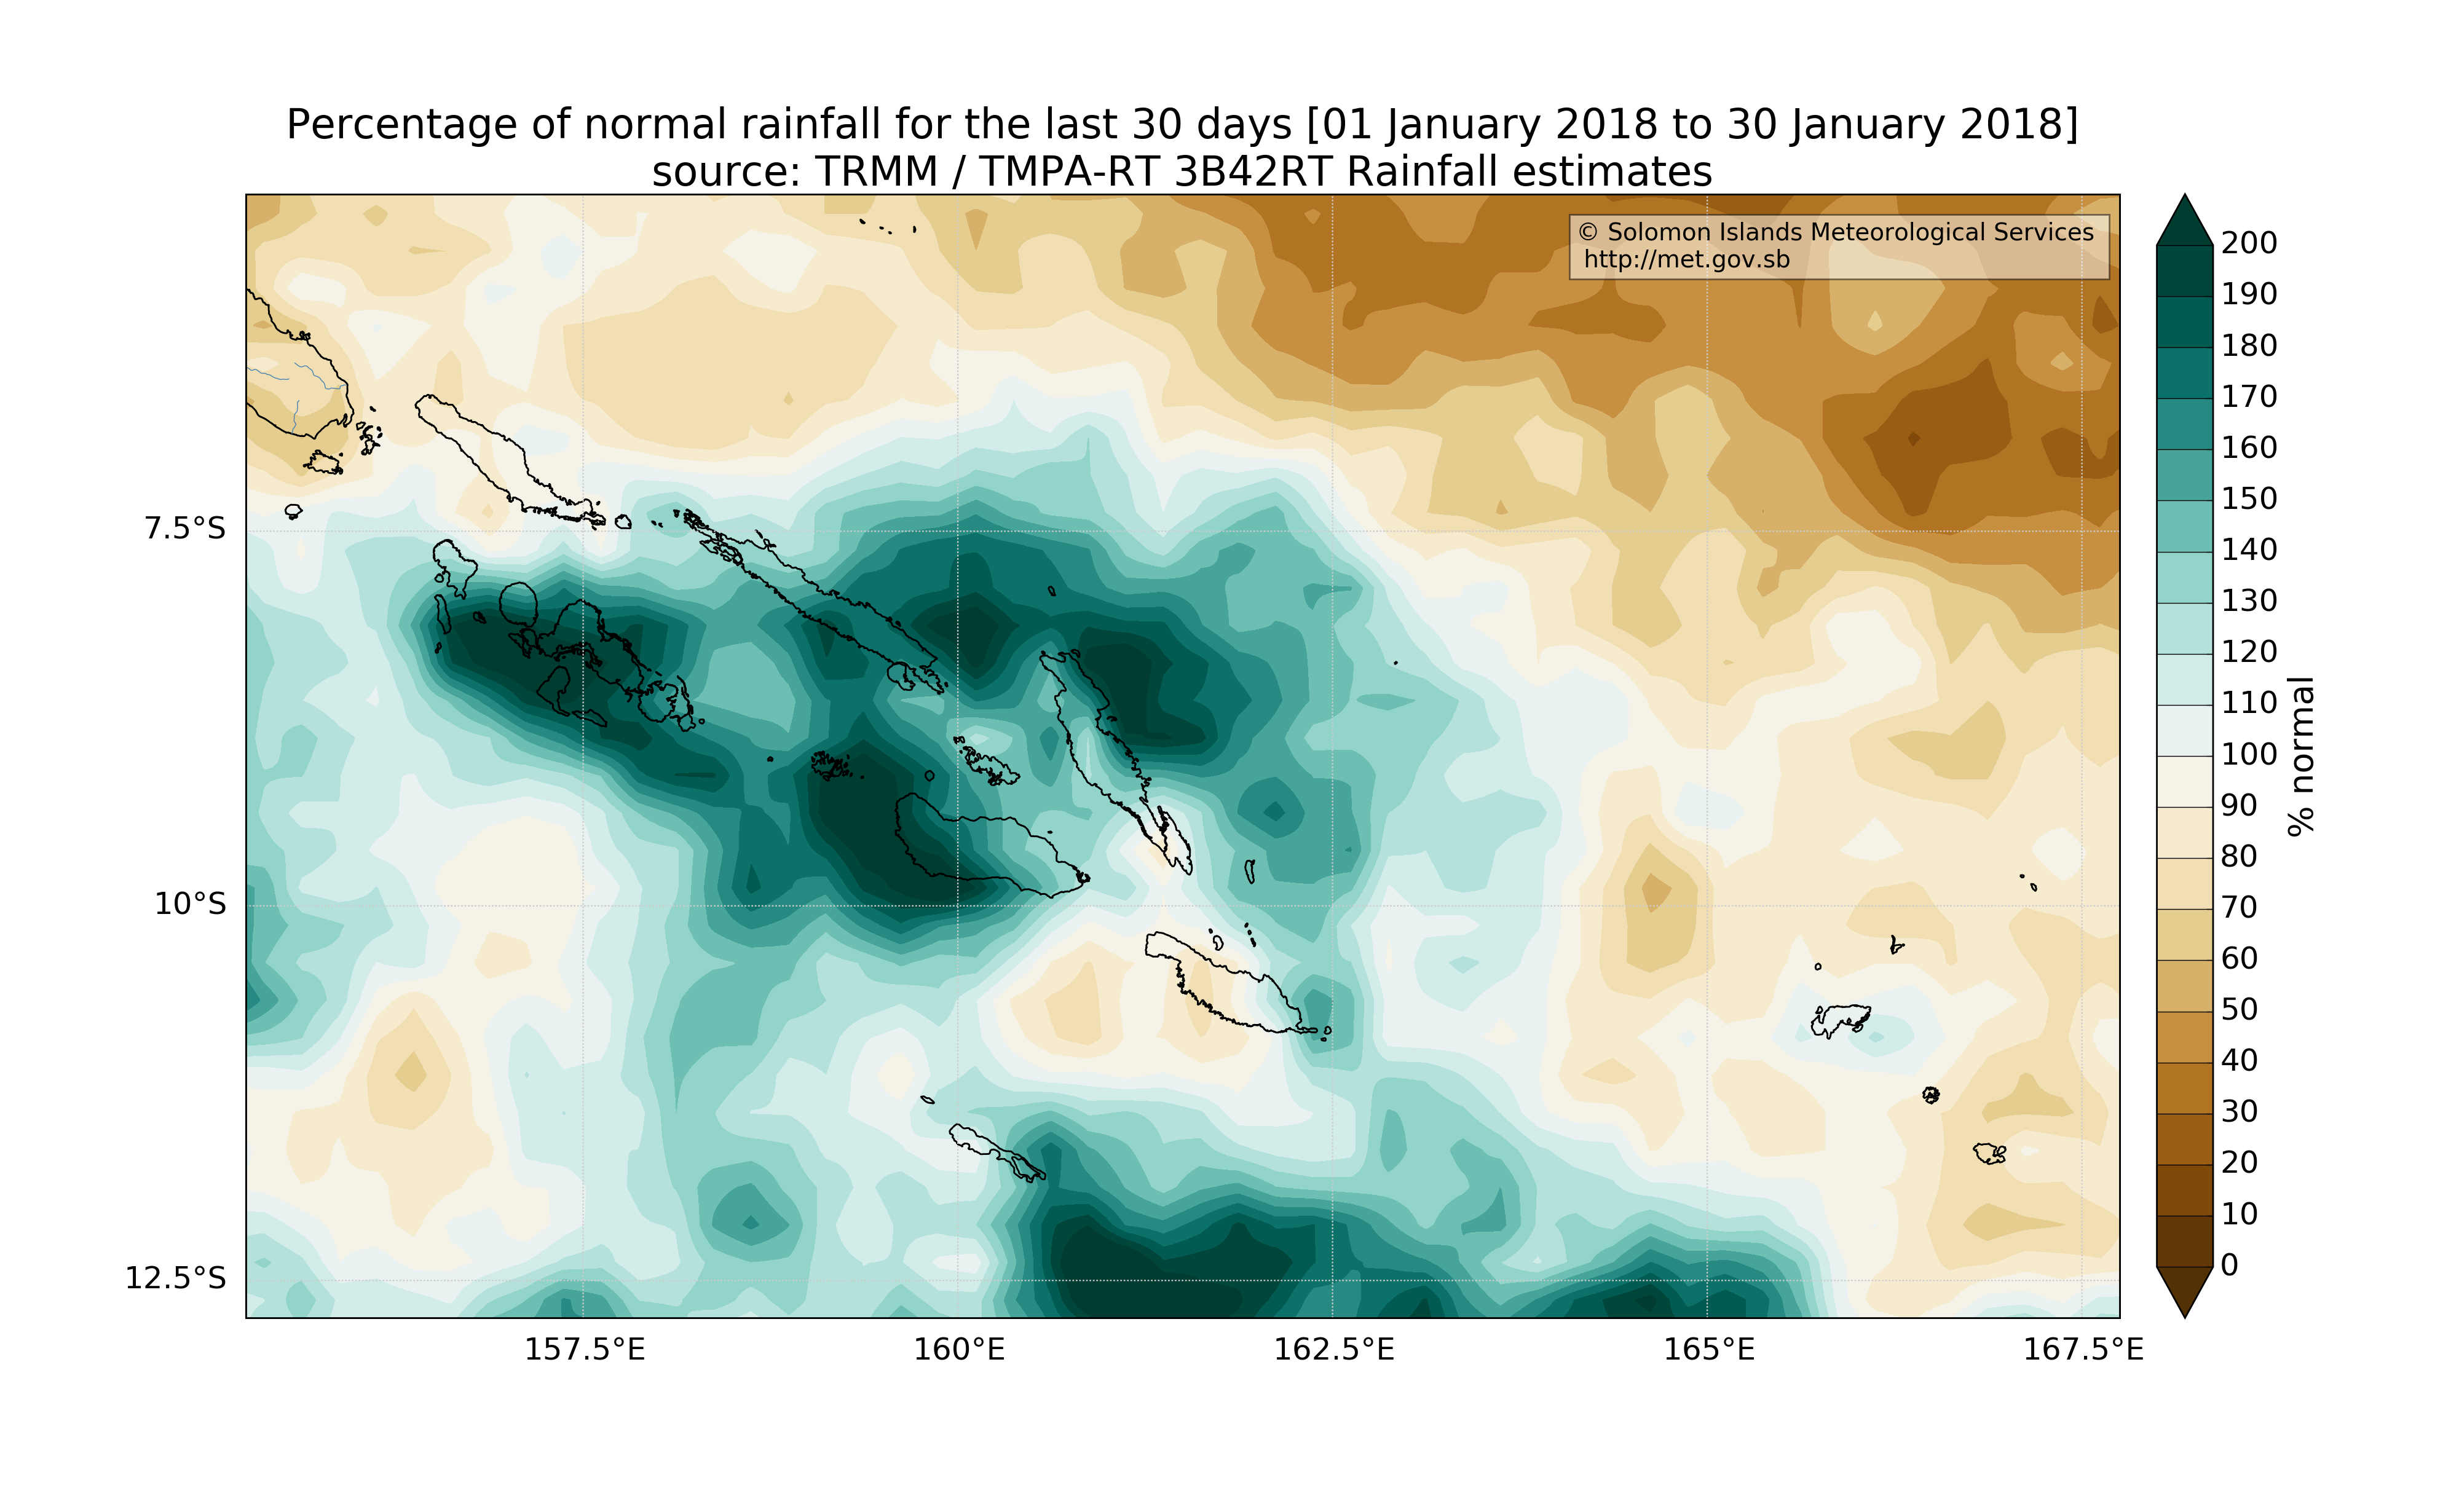 Percentage of normal rainfall for the last 30 days [01 January 2018 to 30 January 2018]
source: TRMM / TMPA-RT 3B42RT Rainfall estimates
© Solomon Islands Meteorological Services
http://met.gov.sb
7.5°S
10°S
12.5°S
157.5°E
160°E
162.5°E
165°E
167.5°E
200
190
180
170
160
150
140
130
120
110
100
90
80
70
60
50
40
30
20
10
0
% normal